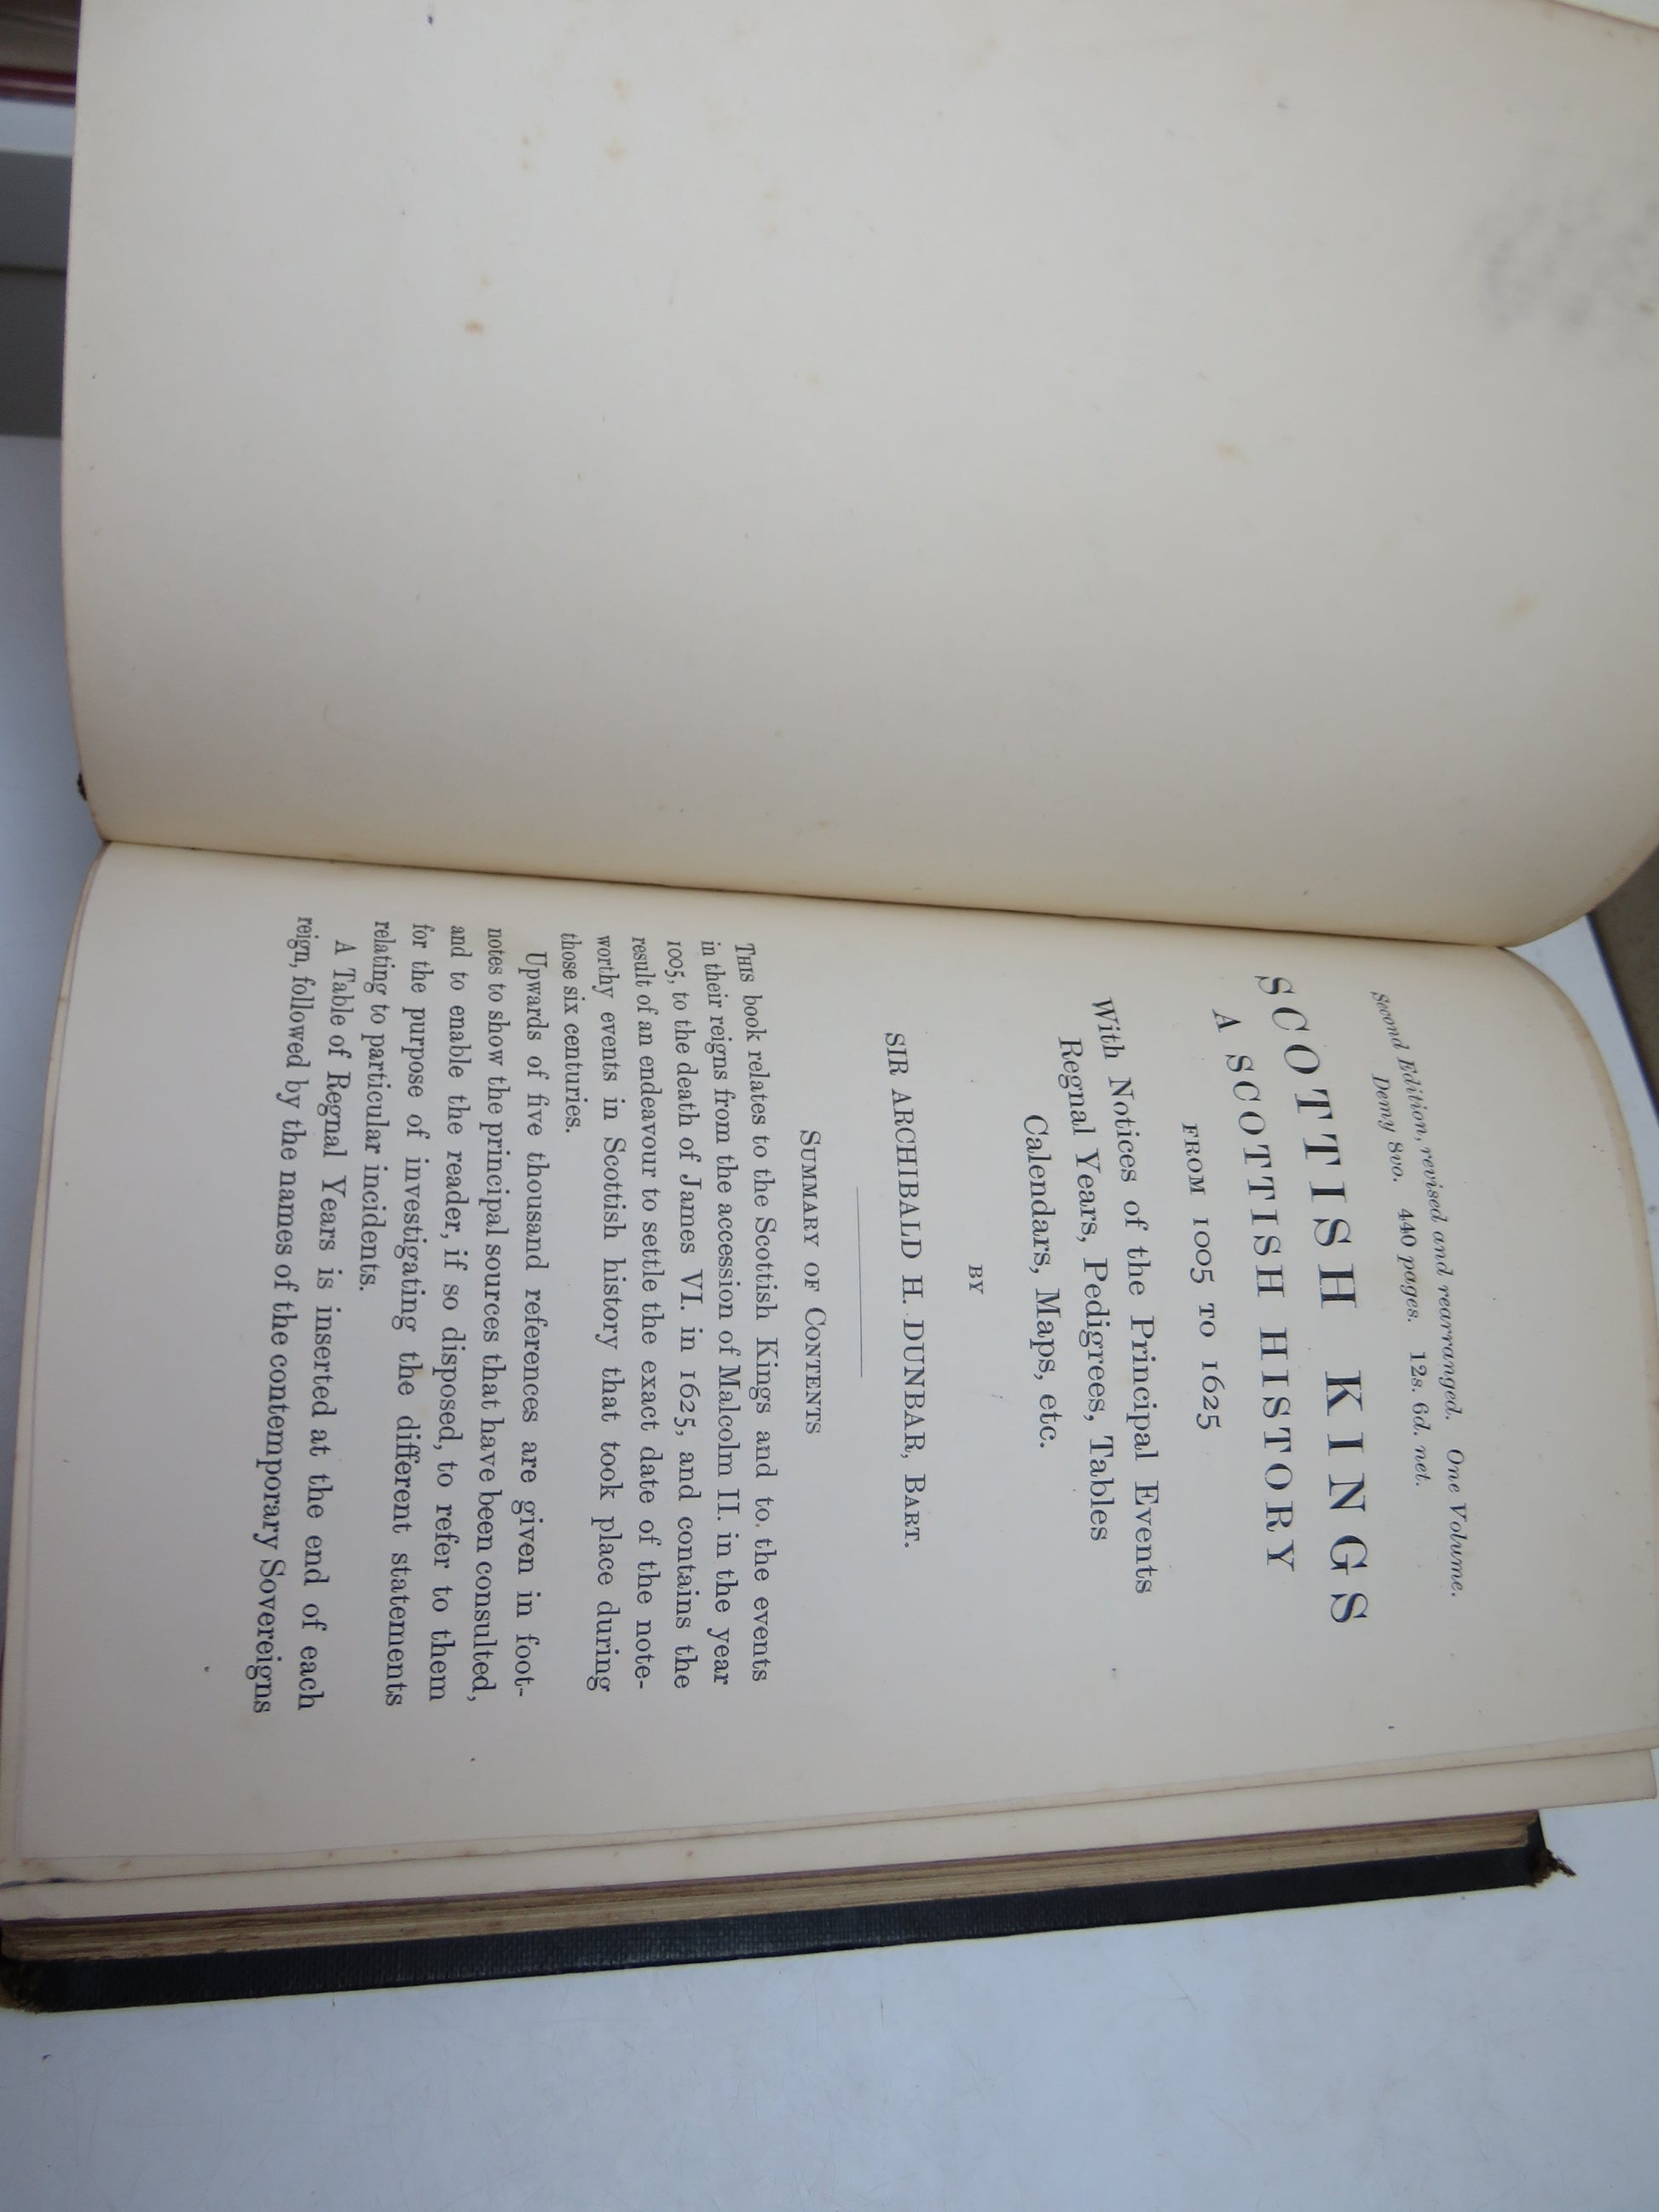 Second Edition, revised and rearranged. One Volume.
Demy 8vo. 440 pages. 12s. 6d. net.
SCOTTISH KINGS
A SCOTTISH HISTORY
FROM 1005 TO 1625
With Notices of the Principal Events
Regnal Years, Pedigrees, Tables
Calendars, Maps, etc.
BY
SIR ARCHIBALD H. DUNBAR, BART.
SUMMARY OF CONTENTS
THIS book relates to the Scottish Kings and to the events
in their reigns from the accession of Malcolm II. in the year
1005, to the death of James VI. in 1625, and contains the
result of an endeavour to settle the exact date of the note-
worthy events in Scottish history that took place during
those six centuries.
Upwards of five thousand references are given in foot-
notes to show the principal sources that have been consulted,
and to enable the reader, if so disposed, to refer to them
for the purpose of investigating the different statements
relating to particular incidents.
A Table of Regnal Years is inserted at the end of each
reign, followed by the names of the contemporary Sovereigns